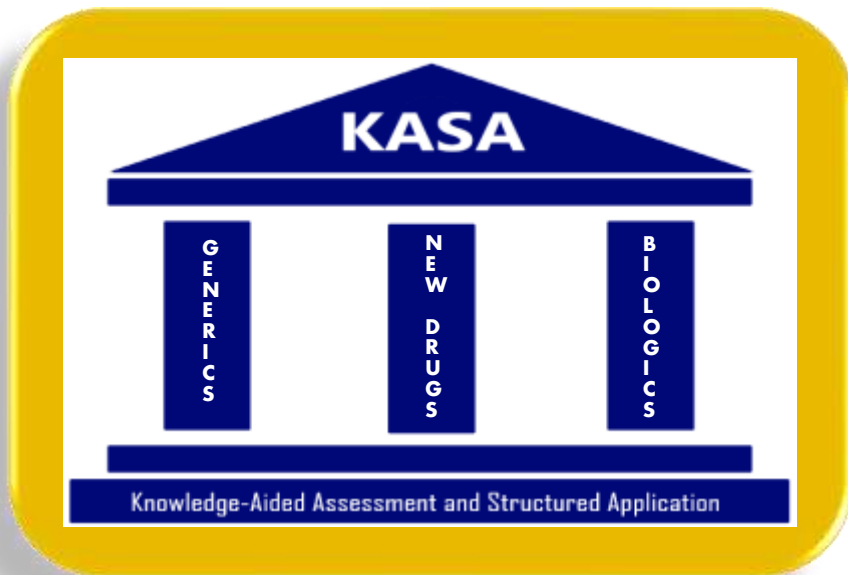 KASA
GENERICS
NEW DRUGS
BIOLOGICS
Knowledge-Aided Assessment and Structured Application